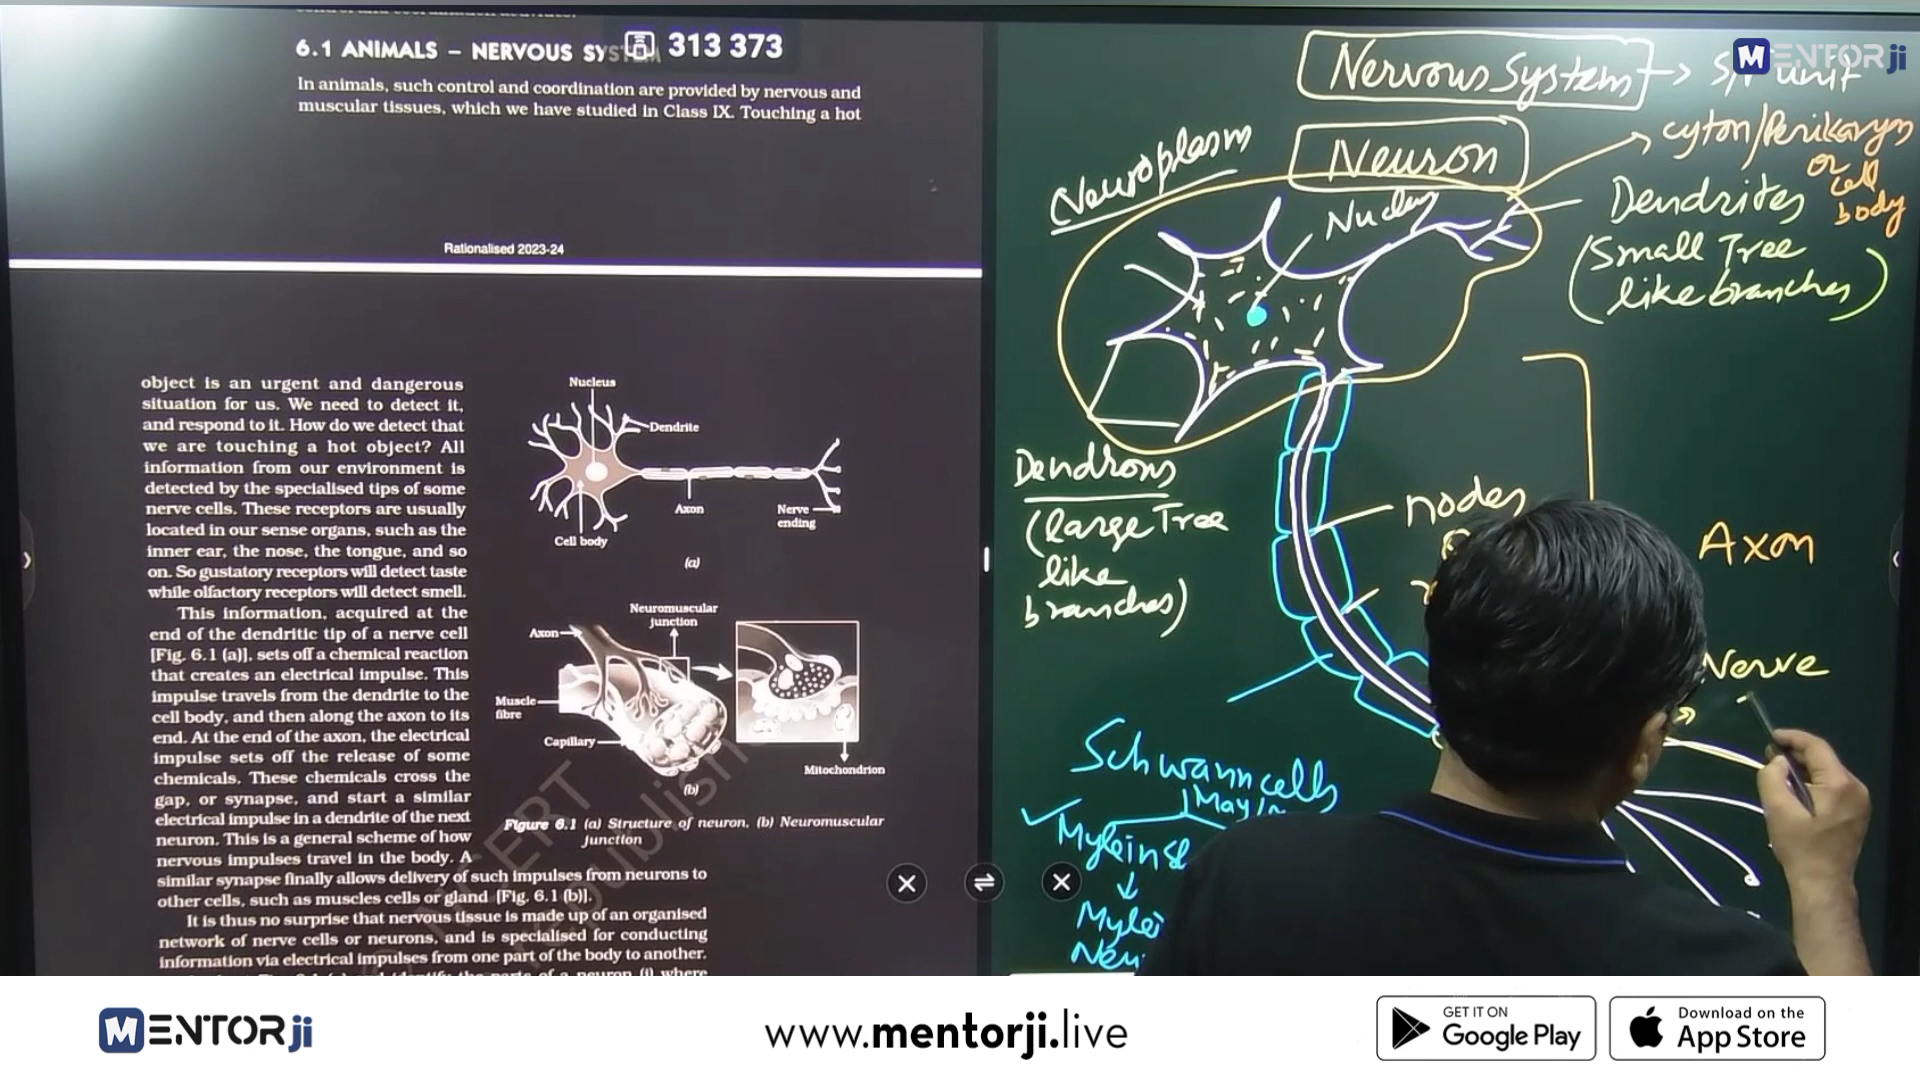 6.1 ANIMALS – NERVOUS SYSTEM
313 373
In animals, such control and coordination are provided by nervous and
muscular tissues, which we have studied in Class IX. Touching a hot
Rationalised 2023-24
object is an urgent and dangerous
situation for us. We need to detect it,
and respond to it. How do we detect that
we are touching a hot object? All
information from our environment is
detected by the specialised tips of some
nerve cells. These receptors are usually
located in our sense organs, such as the
inner ear, the nose, the tongue, and so
on. So gustatory receptors will detect taste
while olfactory receptors will detect smell.
This information, acquired at the
end of the dendritic tip of a nerve cell
[Fig. 6.1 (a)], sets off a chemical reaction
that creates an electrical impulse. This
impulse travels from the dendrite to the
cell body, and then along the axon to its
end. At the end of the axon, the electrical
impulse sets off the release of some
chemicals. These chemicals cross the
gap, or synapse, and start a similar
electrical impulse in a dendrite of the next
neuron. This is a general scheme of how
nervous impulses travel in the body. A
similar synapse finally allows delivery of such impulses from neurons to
other cells, such as muscles cells or gland [Fig. 6.1 (b)].
It is thus no surprise that nervous tissue is made up of an organised
network of nerve cells or neurons, and is specialised for conducting
information via electrical impulses from one part of the body to another.
Nucleus
Dendrite
Axon
Nerve
ending
Cell body
(a)
Neuromuscular
junction
Axon
Muscle
fibre
Capillary
Mitochondrion
(b)
Figure 6.1 (a) Structure of neuron, (b) Neuromuscular
junction
Nervous System → unit
MENTORji
Neuron
Neuroplasm
cyton/Perikaryon
or
cell
body
Dendrites
(Small Tree
like branches)
Dendrons
(large Tree
like
branches)
nodes
Axon
Nerve
Schwann cells
May
✓ Mylein
↓
MENTORji
www.mentorji.live
GET IT ON
Google Play
Download on the
App Store